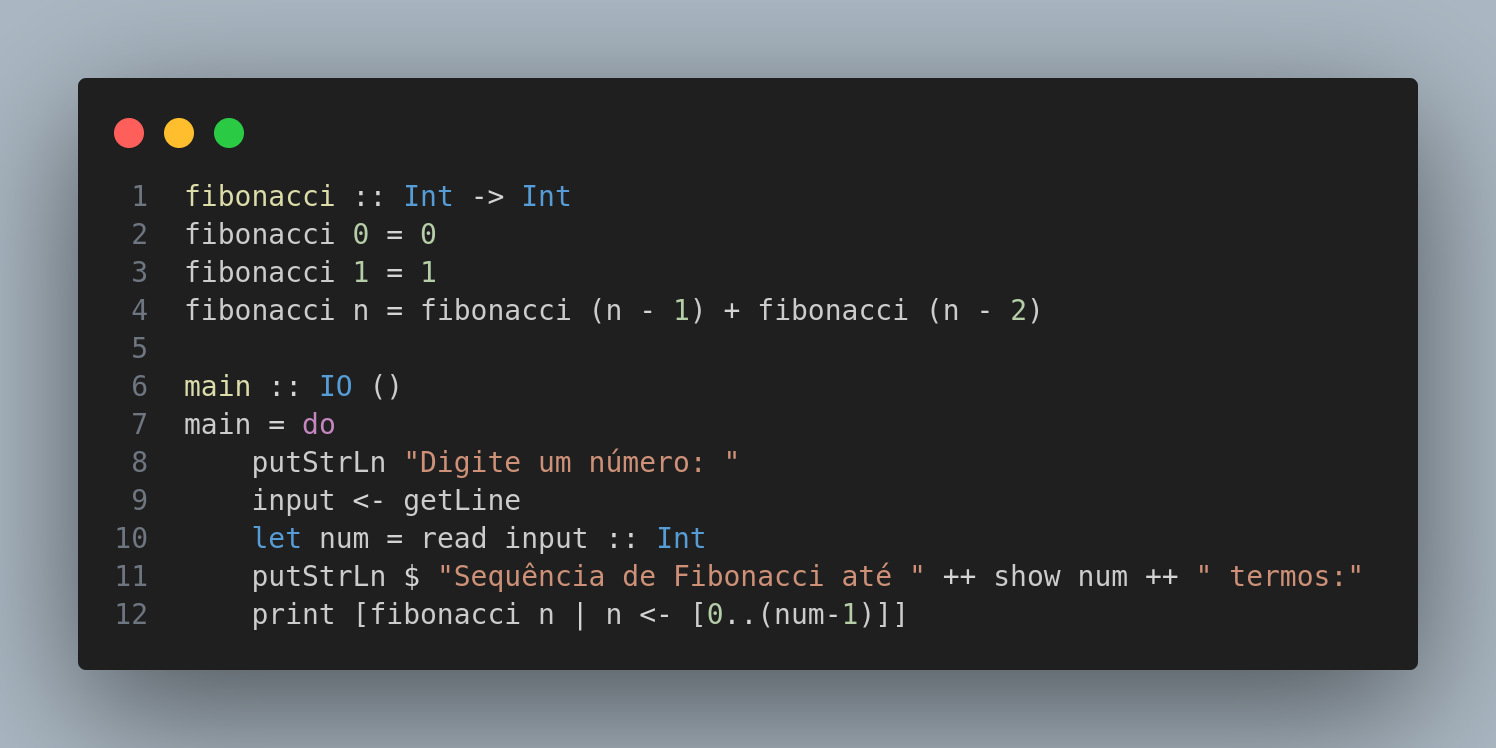 1 fibonacci :: Int -> Int
2 fibonacci 0 = 0
3 fibonacci 1 = 1
4 fibonacci n = fibonacci (n - 1) + fibonacci (n - 2)
5
6 main :: IO ()
7 main = do
8     putStrLn "Digite um número: "
9     input <- getLine
10     let num = read input :: Int
11     putStrLn $ "Sequência de Fibonacci até " ++ show num ++ " termos:"
12     print [fibonacci n | n <- [0..(num-1)]]